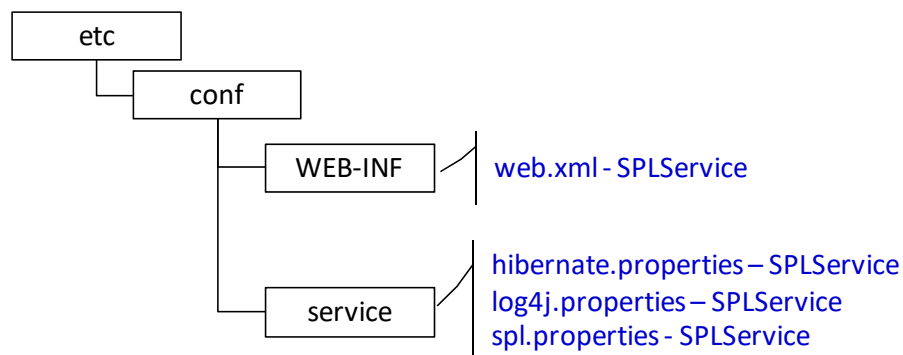 etc
conf
WEB-INF
web.xml - SPLService
hibernate.properties – SPLService
log4j.properties – SPLService
service
spl.properties - SPLService